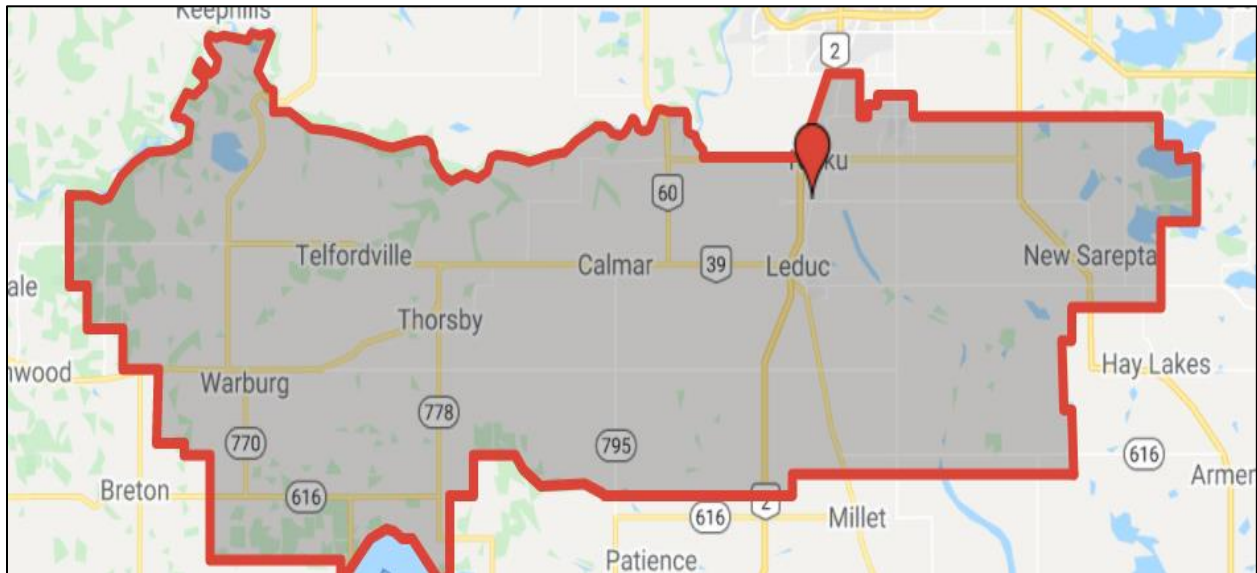 Keephills
2
60
Telfordville
Calmar
39
Leduc
New Sarepta
ale
Thorsby
Hay Lakes
nwood
Warburg
778
770
795
616
Armer
Breton
616
2
616
Millet
Patience